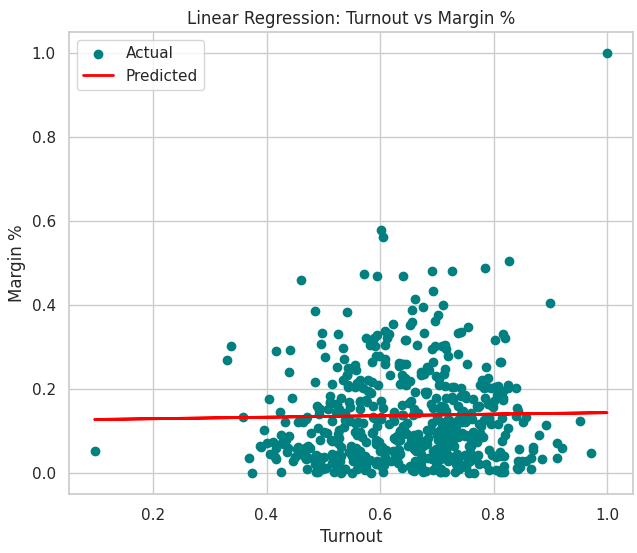 Linear Regression: Turnout vs Margin %
Actual
Predicted
Margin %
1.0
0.8
0.6
0.4
0.2
0.0
0.2 0.4 0.6 0.8 1.0
Turnout